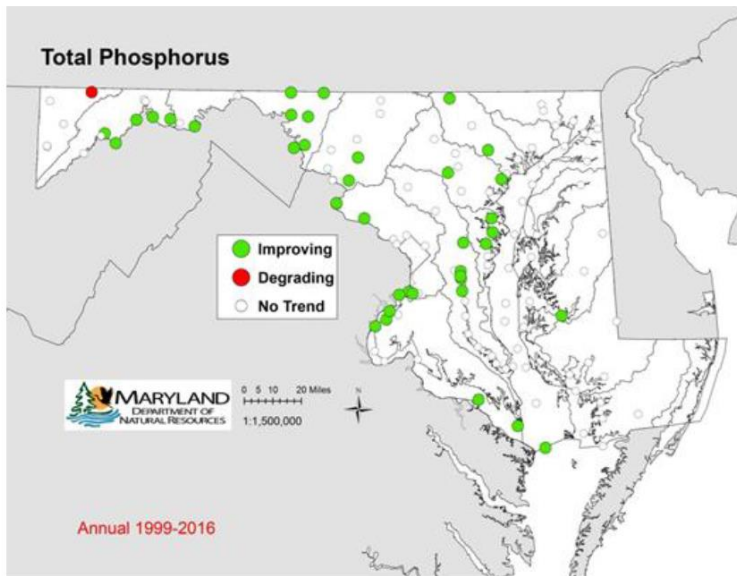 Total Phosphorus
Improving
Degrading
No Trend
MARYLAND
DEPARTMENT OF
NATURAL RESOURCES
0 5 10 20 Miles
1:1,500,000
N
Annual 1999-2016